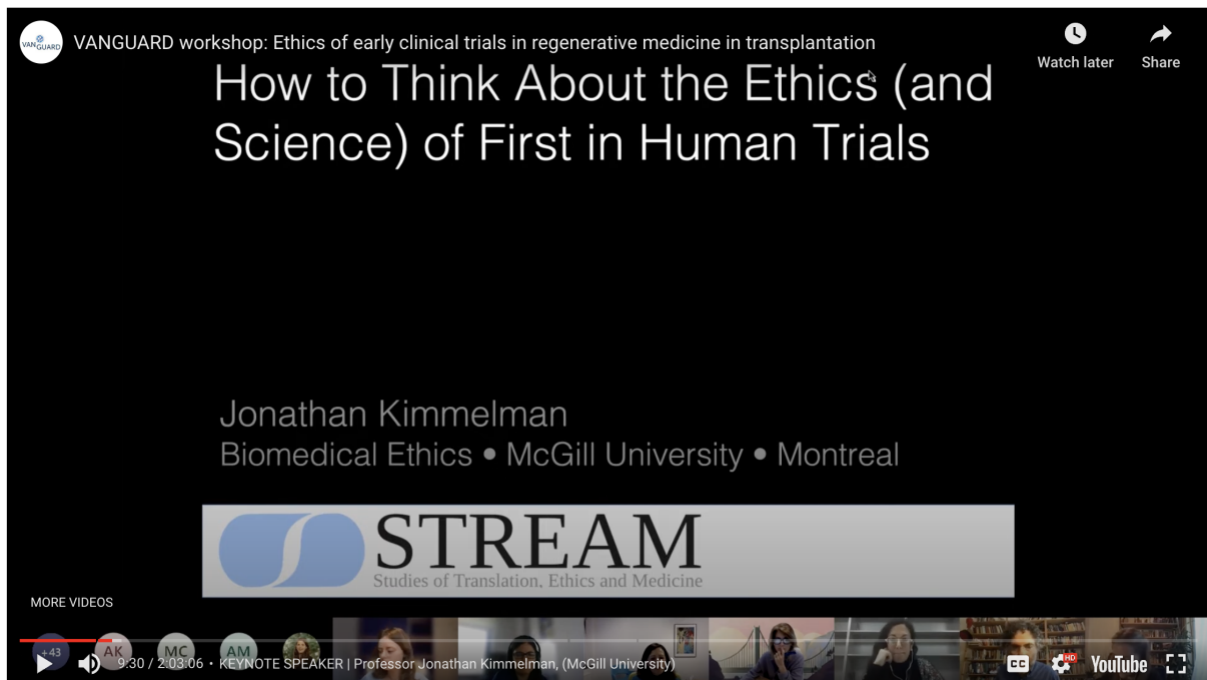 VANGUARD
VANGUARD workshop: Ethics of early clinical trials in regenerative medicine in transplantation
Watch later
Share
How to Think About the Ethics (and
Science) of First in Human Trials
Jonathan Kimmelman
Biomedical Ethics • McGill University • Montreal
STREAM
Studies of Translation, Ethics and Medicine
MORE VIDEOS
+43
AK
MC
AM
9:30 / 2:03:06 • KEYNOTE SPEAKER | Professor Jonathan Kimmelman, (McGill University)
CC
HD
YouTube